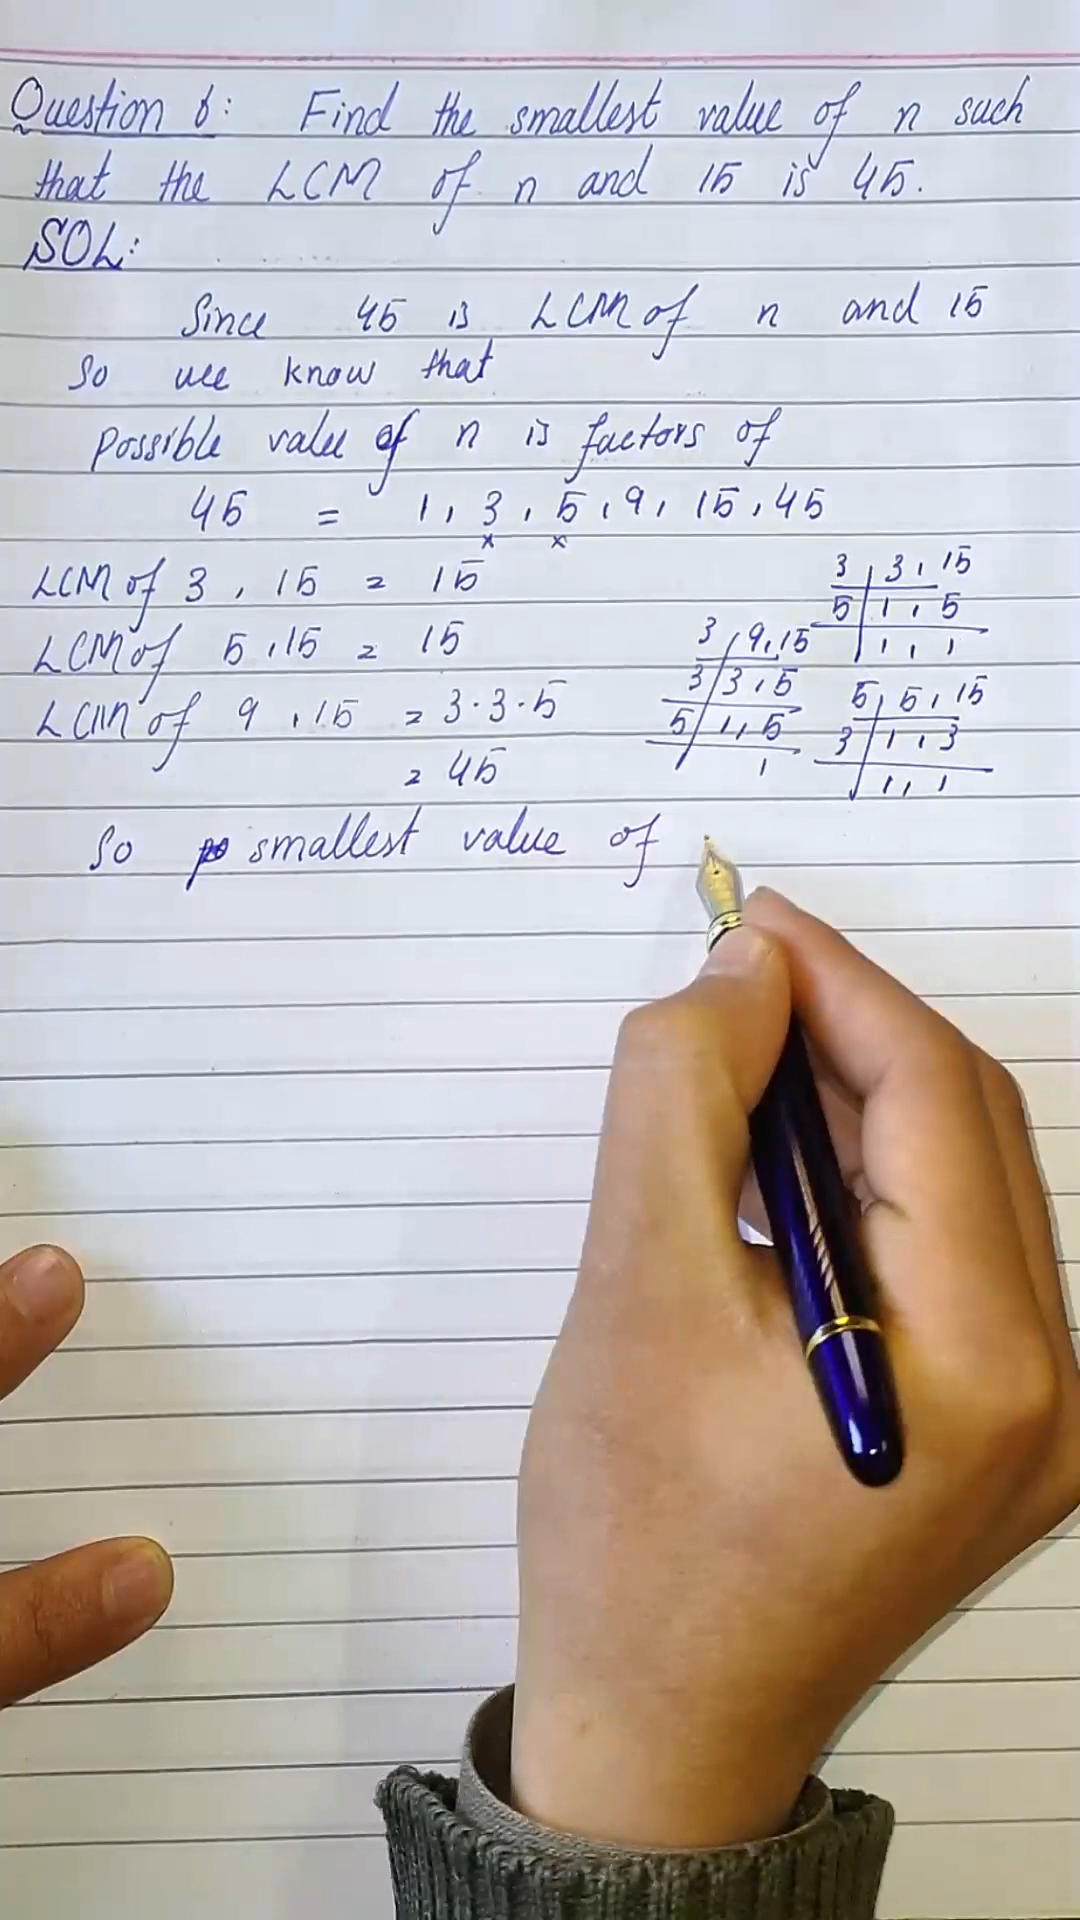 Question 6: Find the smallest value of n such
that the LCM of n and 15 is 45.
SOL:
Since 45 is LCM of n and 15
So we know that
possible value of n is factors of
45 = 1, 3, 5, 9, 15, 45
x x
LCM of 3, 15 = 15
LCM of 5, 15 = 15
LCM of 9, 15 = 3·3·5
= 45
3 | 3, 15
5 | 1, 5
1, 1
3 | 9, 15
3 | 3, 5
5 | 1, 5
1
5 | 5, 15
3 | 1, 3
1, 1
So smallest value of